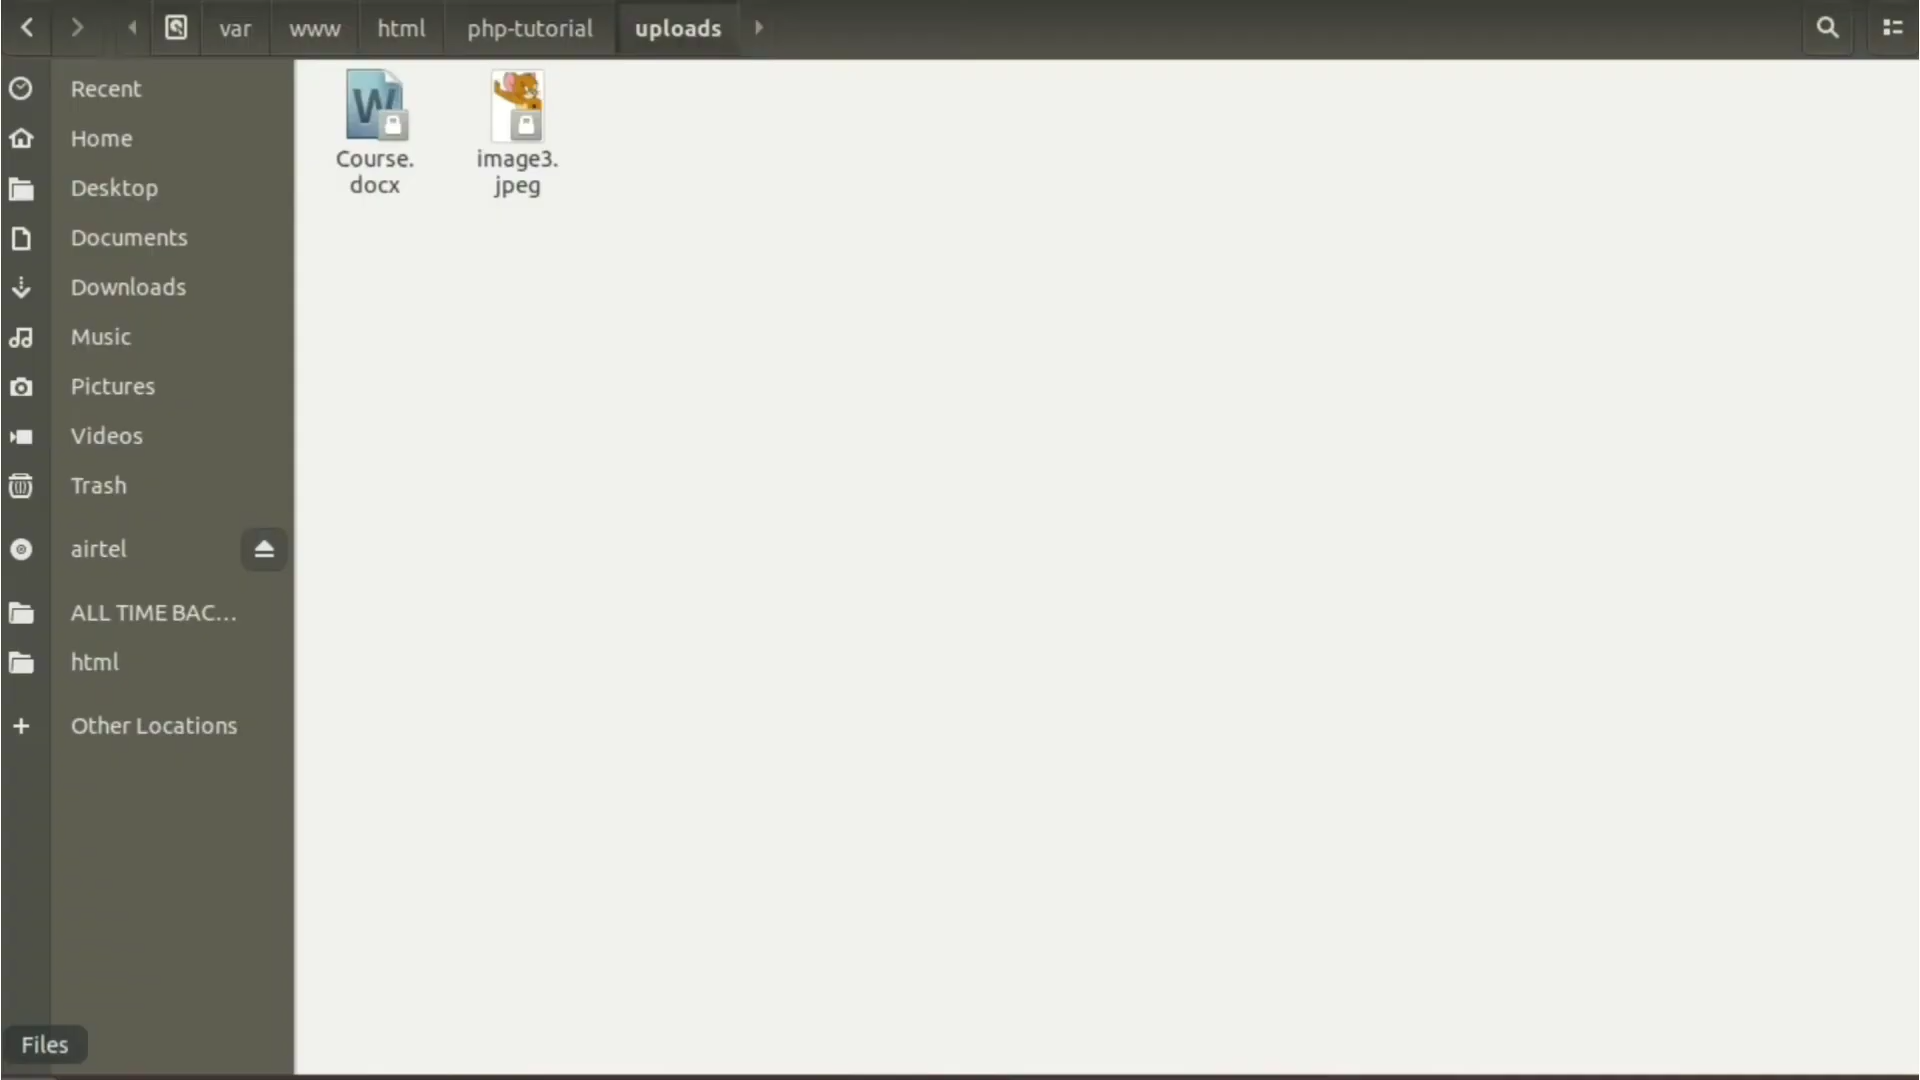 var www html php-tutorial uploads
Recent
Home
Desktop
Documents
Downloads
Music
Pictures
Videos
Trash
airtel
ALL TIME BAC...
html
Other Locations
Files
W
Course.
docx
image3.
jpeg